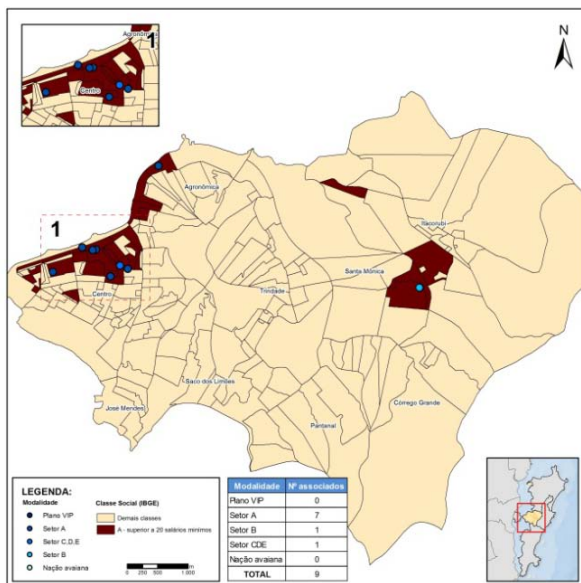 1
Agronômica
Centro
N
Agronômica
1
Itacorubi
Santa Mônica
Trindade
Centro
Saco dos Limões
Córrego Grande
José Mendes
Pantanal
LEGENDA:
Modalidade
Plano VIP
Setor A
Setor C,D,E
Setor B
Nação avaiana
Classe Social (IBGE)
Demais classes
A - superior a 20 salários mínimos
0 500 1.000
m
Modalidade Nº associados
Plano VIP 0
Setor A 7
Setor B 1
Setor CDE 1
Nação avaiana 0
TOTAL 9